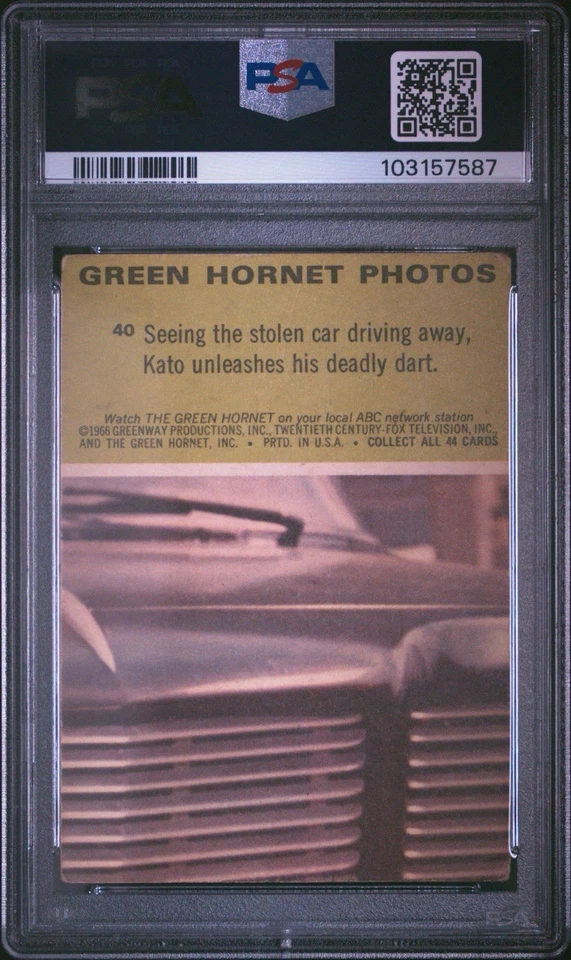 PSA
PSA
103157587
GREEN HORNET PHOTOS
40 Seeing the stolen car driving away,
Kato unleashes his deadly dart.
Watch THE GREEN HORNET on your local ABC network station
©1966 GREENWAY PRODUCTIONS, INC., TWENTIETH CENTURY-FOX TELEVISION, INC.,
AND THE GREEN HORNET, INC. • PRTD. IN U.S.A. • COLLECT ALL 44 CARDS
PSA